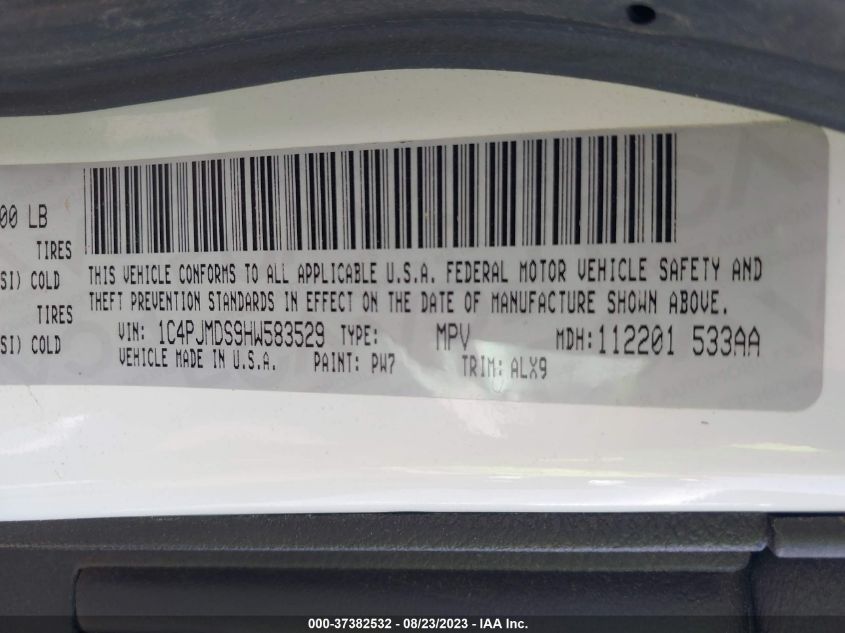 00 LB
TIRES
SI) COLD
TIRES
SI) COLD
THIS VEHICLE CONFORMS TO ALL APPLICABLE U.S.A. FEDERAL MOTOR VEHICLE SAFETY AND
THEFT PREVENTION STANDARDS IN EFFECT ON THE DATE OF MANUFACTURE SHOWN ABOVE.
VIN: 1C4PJMDS9HW583529 TYPE: MPV MDH:112201 533AA
VEHICLE MADE IN U.S.A. PAINT: PW7 TRIM: ALX9
000-37382532 - 08/23/2023 - IAA Inc.